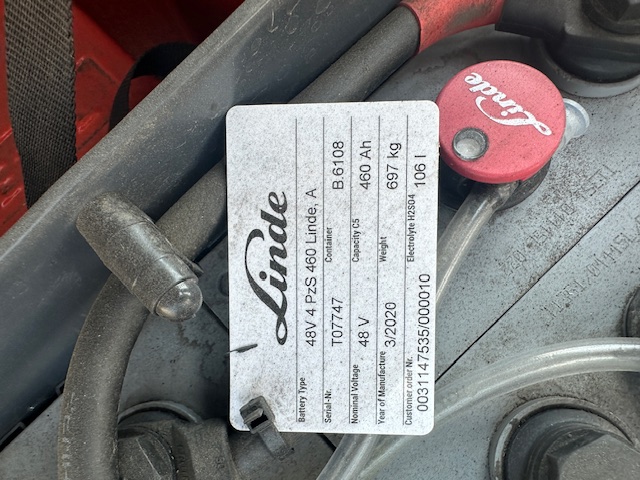 Linde
Battery Type
48V 4 PzS 460 Linde, A
Serial-Nr.
T07747
Container
B.6108
Nominal Voltage
48 V
Capacity C5
460 Ah
Year of Manufacture
3/2020
Weight
697 kg
Customer order Nr.
0031147535/000010
Electrolyte H2SO4
106 l
Linde